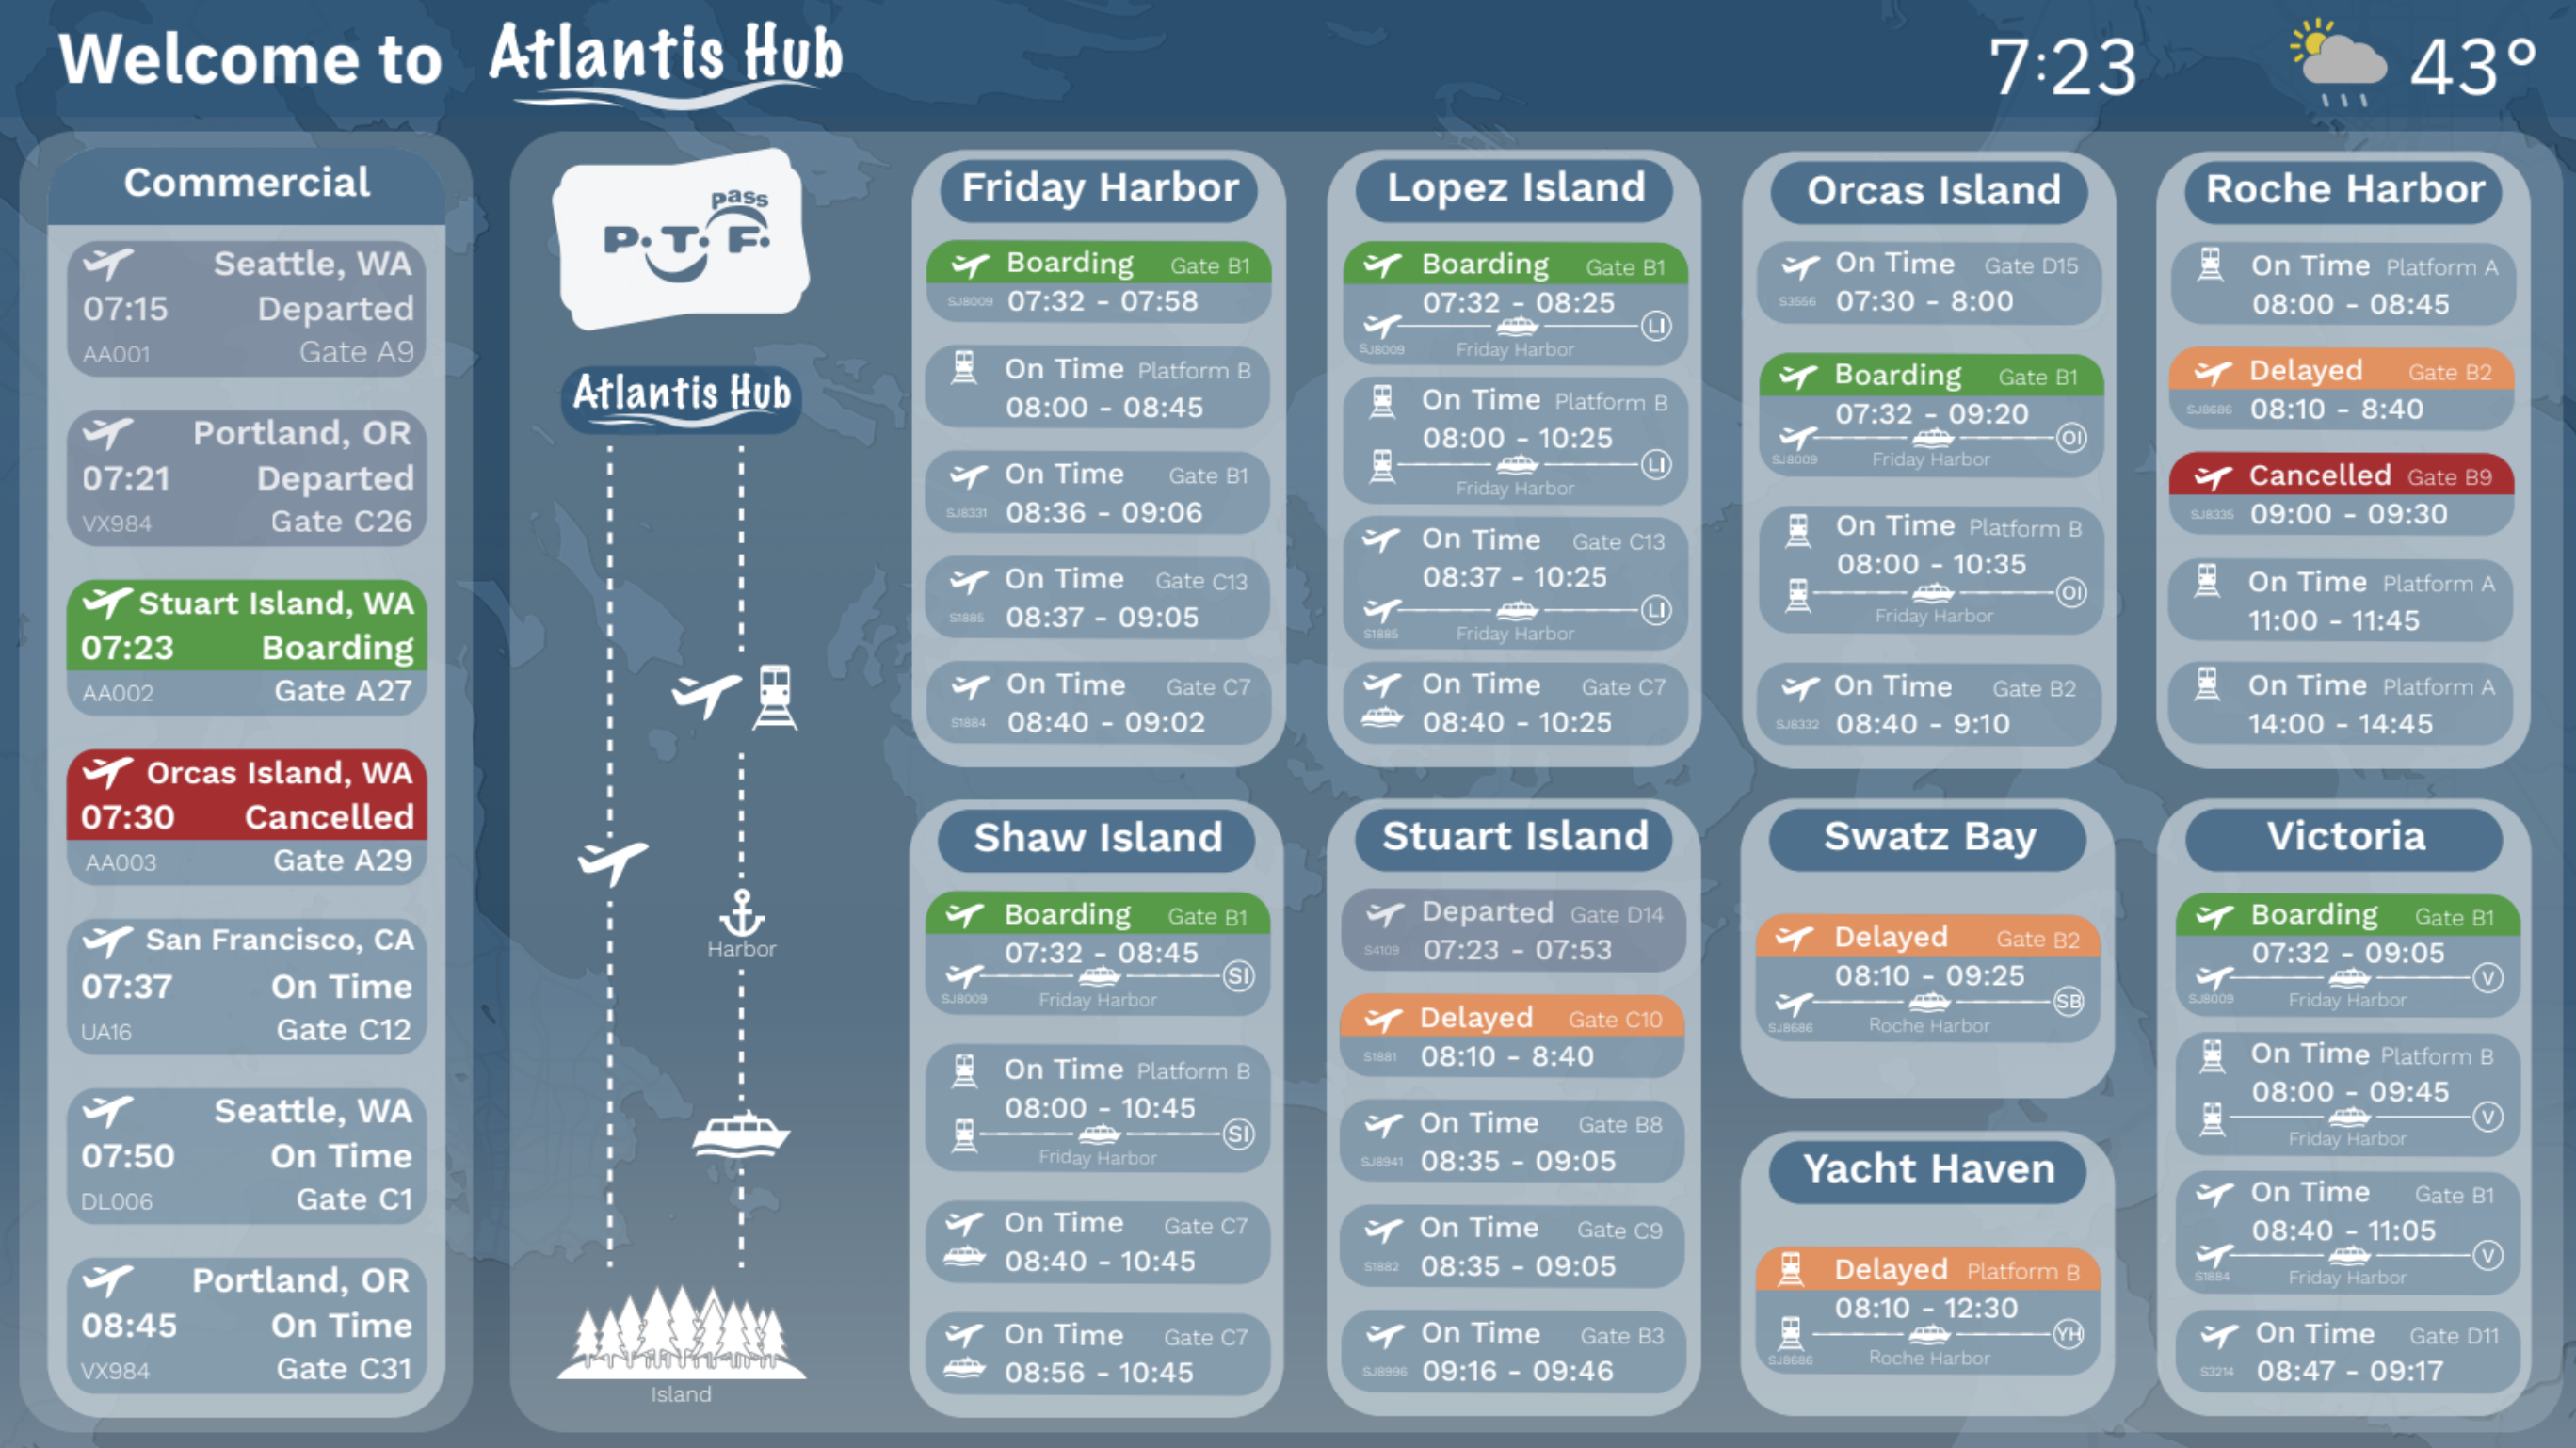 Welcome to Atlantis Hub
7:23
43°
Commercial
Seattle, WA
07:15 Departed
AA001 Gate A9
Portland, OR
07:21 Departed
VX984 Gate C26
Stuart Island, WA
07:23 Boarding
AA002 Gate A27
Orcas Island, WA
07:30 Cancelled
AA003 Gate A29
San Francisco, CA
07:37 On Time
UA16 Gate C12
Seattle, WA
07:50 On Time
DL006 Gate C1
Portland, OR
08:45 On Time
VX984 Gate C31
pass
P.T.F.
Atlantis Hub
Harbor
Island
Friday Harbor
Boarding Gate B1
SJ8009 07:32 - 07:58
On Time Platform B
08:00 - 08:45
On Time Gate B1
SJ8331 08:36 - 09:06
On Time Gate C13
S1885 08:37 - 09:05
On Time Gate C7
S1884 08:40 - 09:02
Lopez Island
Boarding Gate B1
07:32 - 08:25
LI
SJ8009 Friday Harbor
On Time Platform B
08:00 - 10:25
LI
Friday Harbor
On Time Gate C13
08:37 - 10:25
LI
S1885 Friday Harbor
On Time Gate C7
08:40 - 10:25
Orcas Island
On Time Gate D15
S3556 07:30 - 8:00
Boarding Gate B1
07:32 - 09:20
OI
SJ8009 Friday Harbor
On Time Platform B
08:00 - 10:35
OI
Friday Harbor
On Time Gate B2
SJ8332 08:40 - 9:10
Roche Harbor
On Time Platform A
08:00 - 08:45
Delayed Gate B2
SJ8686 08:10 - 8:40
Cancelled Gate B9
SJ8335 09:00 - 09:30
On Time Platform A
11:00 - 11:45
On Time Platform A
14:00 - 14:45
Shaw Island
Boarding Gate B1
07:32 - 08:45
SI
SJ8009 Friday Harbor
On Time Platform B
08:00 - 10:45
SI
Friday Harbor
On Time Gate C7
08:40 - 10:45
On Time Gate C7
08:56 - 10:45
Stuart Island
Departed Gate D14
S4109 07:23 - 07:53
Delayed Gate C10
S1881 08:10 - 8:40
On Time Gate B8
SJ8941 08:35 - 09:05
On Time Gate C9
S1882 08:35 - 09:05
On Time Gate B3
SJ8996 09:16 - 09:46
Swatz Bay
Delayed Gate B2
08:10 - 09:25
SB
SJ8686 Roche Harbor
Yacht Haven
Delayed Platform B
08:10 - 12:30
YH
SJ8686 Roche Harbor
Victoria
Boarding Gate B1
07:32 - 09:05
V
SJ8009 Friday Harbor
On Time Platform B
08:00 - 09:45
V
Friday Harbor
On Time Gate B1
08:40 - 11:05
V
S1884 Friday Harbor
On Time Gate D11
S3214 08:47 - 09:17